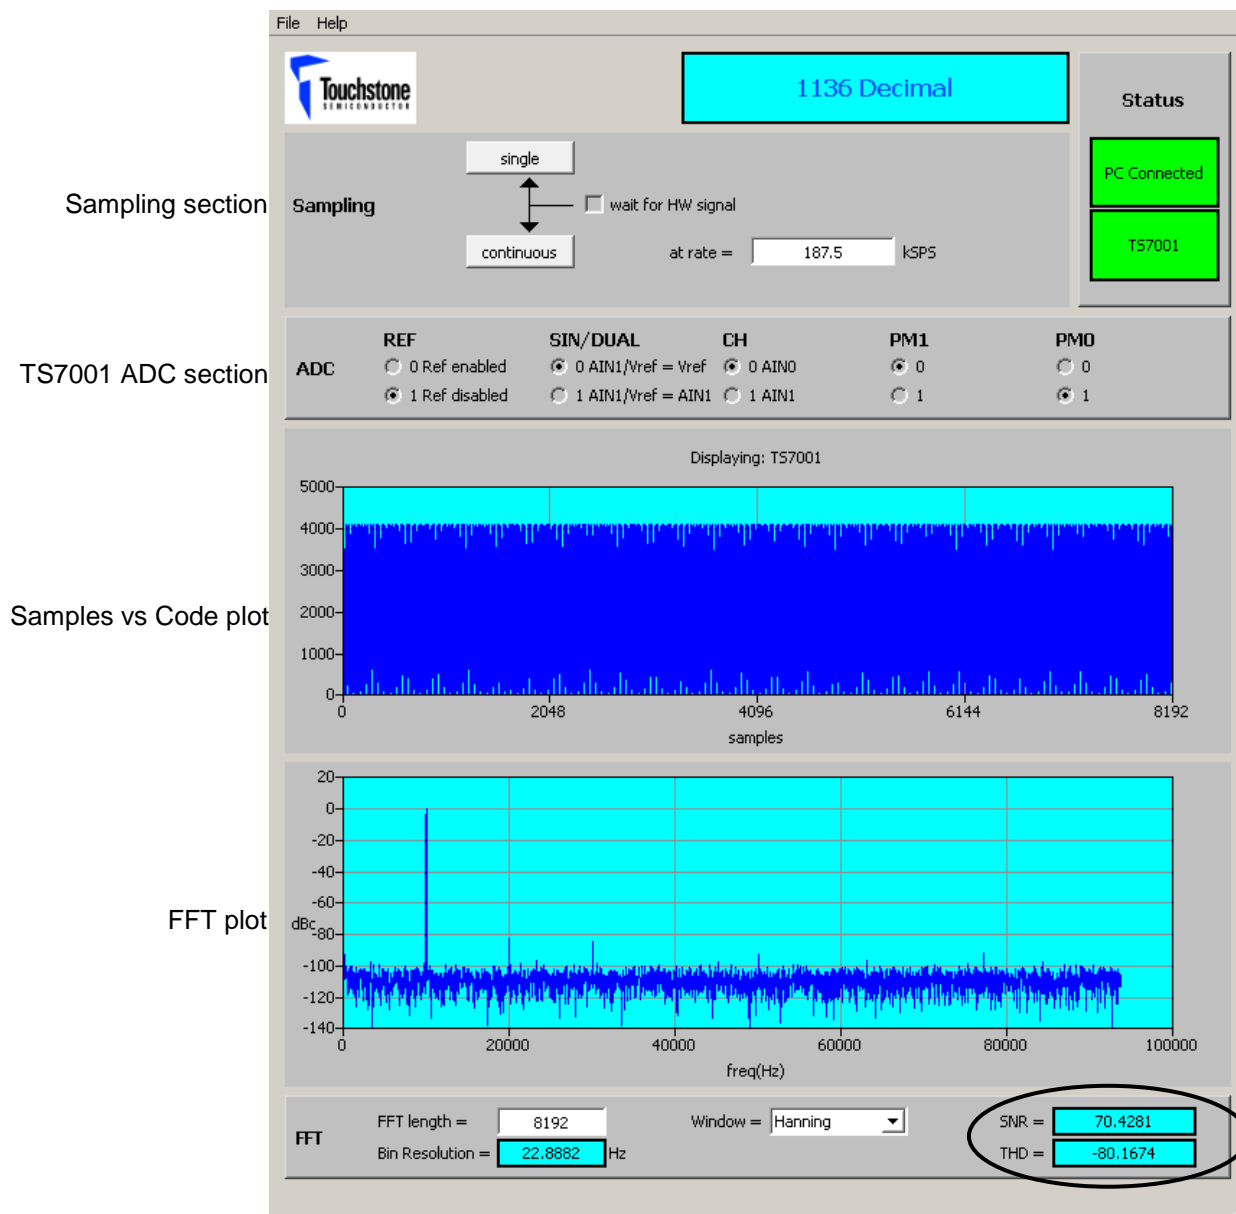 File Help
Touchstone
SEMICONDUCTOR
1136 Decimal
Status
PC Connected
TS7001
Sampling section
Sampling
single
wait for HW signal
continuous
at rate = 187.5 kSPS
TS7001 ADC section
ADC
REF SIN/DUAL CH PM1 PM0
0 Ref enabled 0 AIN1/Vref = Vref 0 AIN0 0 0
1 Ref disabled 1 AIN1/Vref = AIN1 1 AIN1 1 1
Displaying: TS7001
Samples vs Code plot
5000
4000
3000
2000
1000
0
0 2048 4096 6144 8192
samples
FFT plot
20
0
-20
-40
-60
dBc
-80
-100
-120
-140
0 20000 40000 60000 80000 100000
freq(Hz)
FFT
FFT length = 8192 Window = Hanning SNR = 70.4281
Bin Resolution = 22.8882 Hz THD = -80.1674